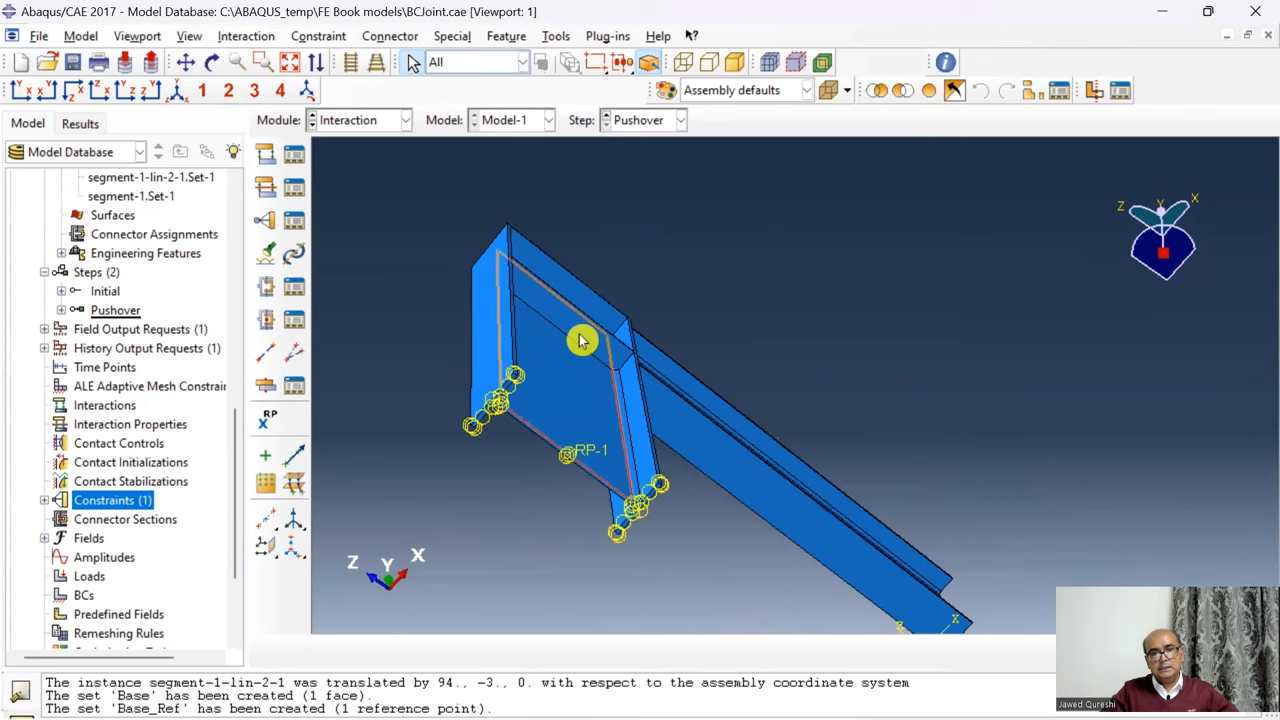 Abaqus/CAE 2017 - Model Database: C:\ABAQUS_temp\FE Book models\BCJoint.cae [Viewport: 1]
File Model Viewport View Interaction Constraint Connector Special Feature Tools Plug-ins Help
All
1 2 3 4 Assembly defaults
Model Results Module: Interaction Model: Model-1 Step: Pushover
Model Database
segment-1-lin-2-1.Set-1
segment-1.Set-1
Surfaces
Connector Assignments
Engineering Features
Steps (2)
Initial
Pushover
Field Output Requests (1)
History Output Requests (1)
Time Points
ALE Adaptive Mesh Constrain
Interactions
Interaction Properties
Contact Controls
Contact Initializations
Contact Stabilizations
Constraints (1)
Connector Sections
Fields
Amplitudes
Loads
BCs
Predefined Fields
Remeshing Rules
RP
RP-1
Z Y X
Z Y X
Z X
Jawed Qureshi
The instance segment-1-lin-2-1 was translated by 94., -3., 0. with respect to the assembly coordinate system
The set 'Base' has been created (1 face).
The set 'Base_Ref' has been created (1 reference point).